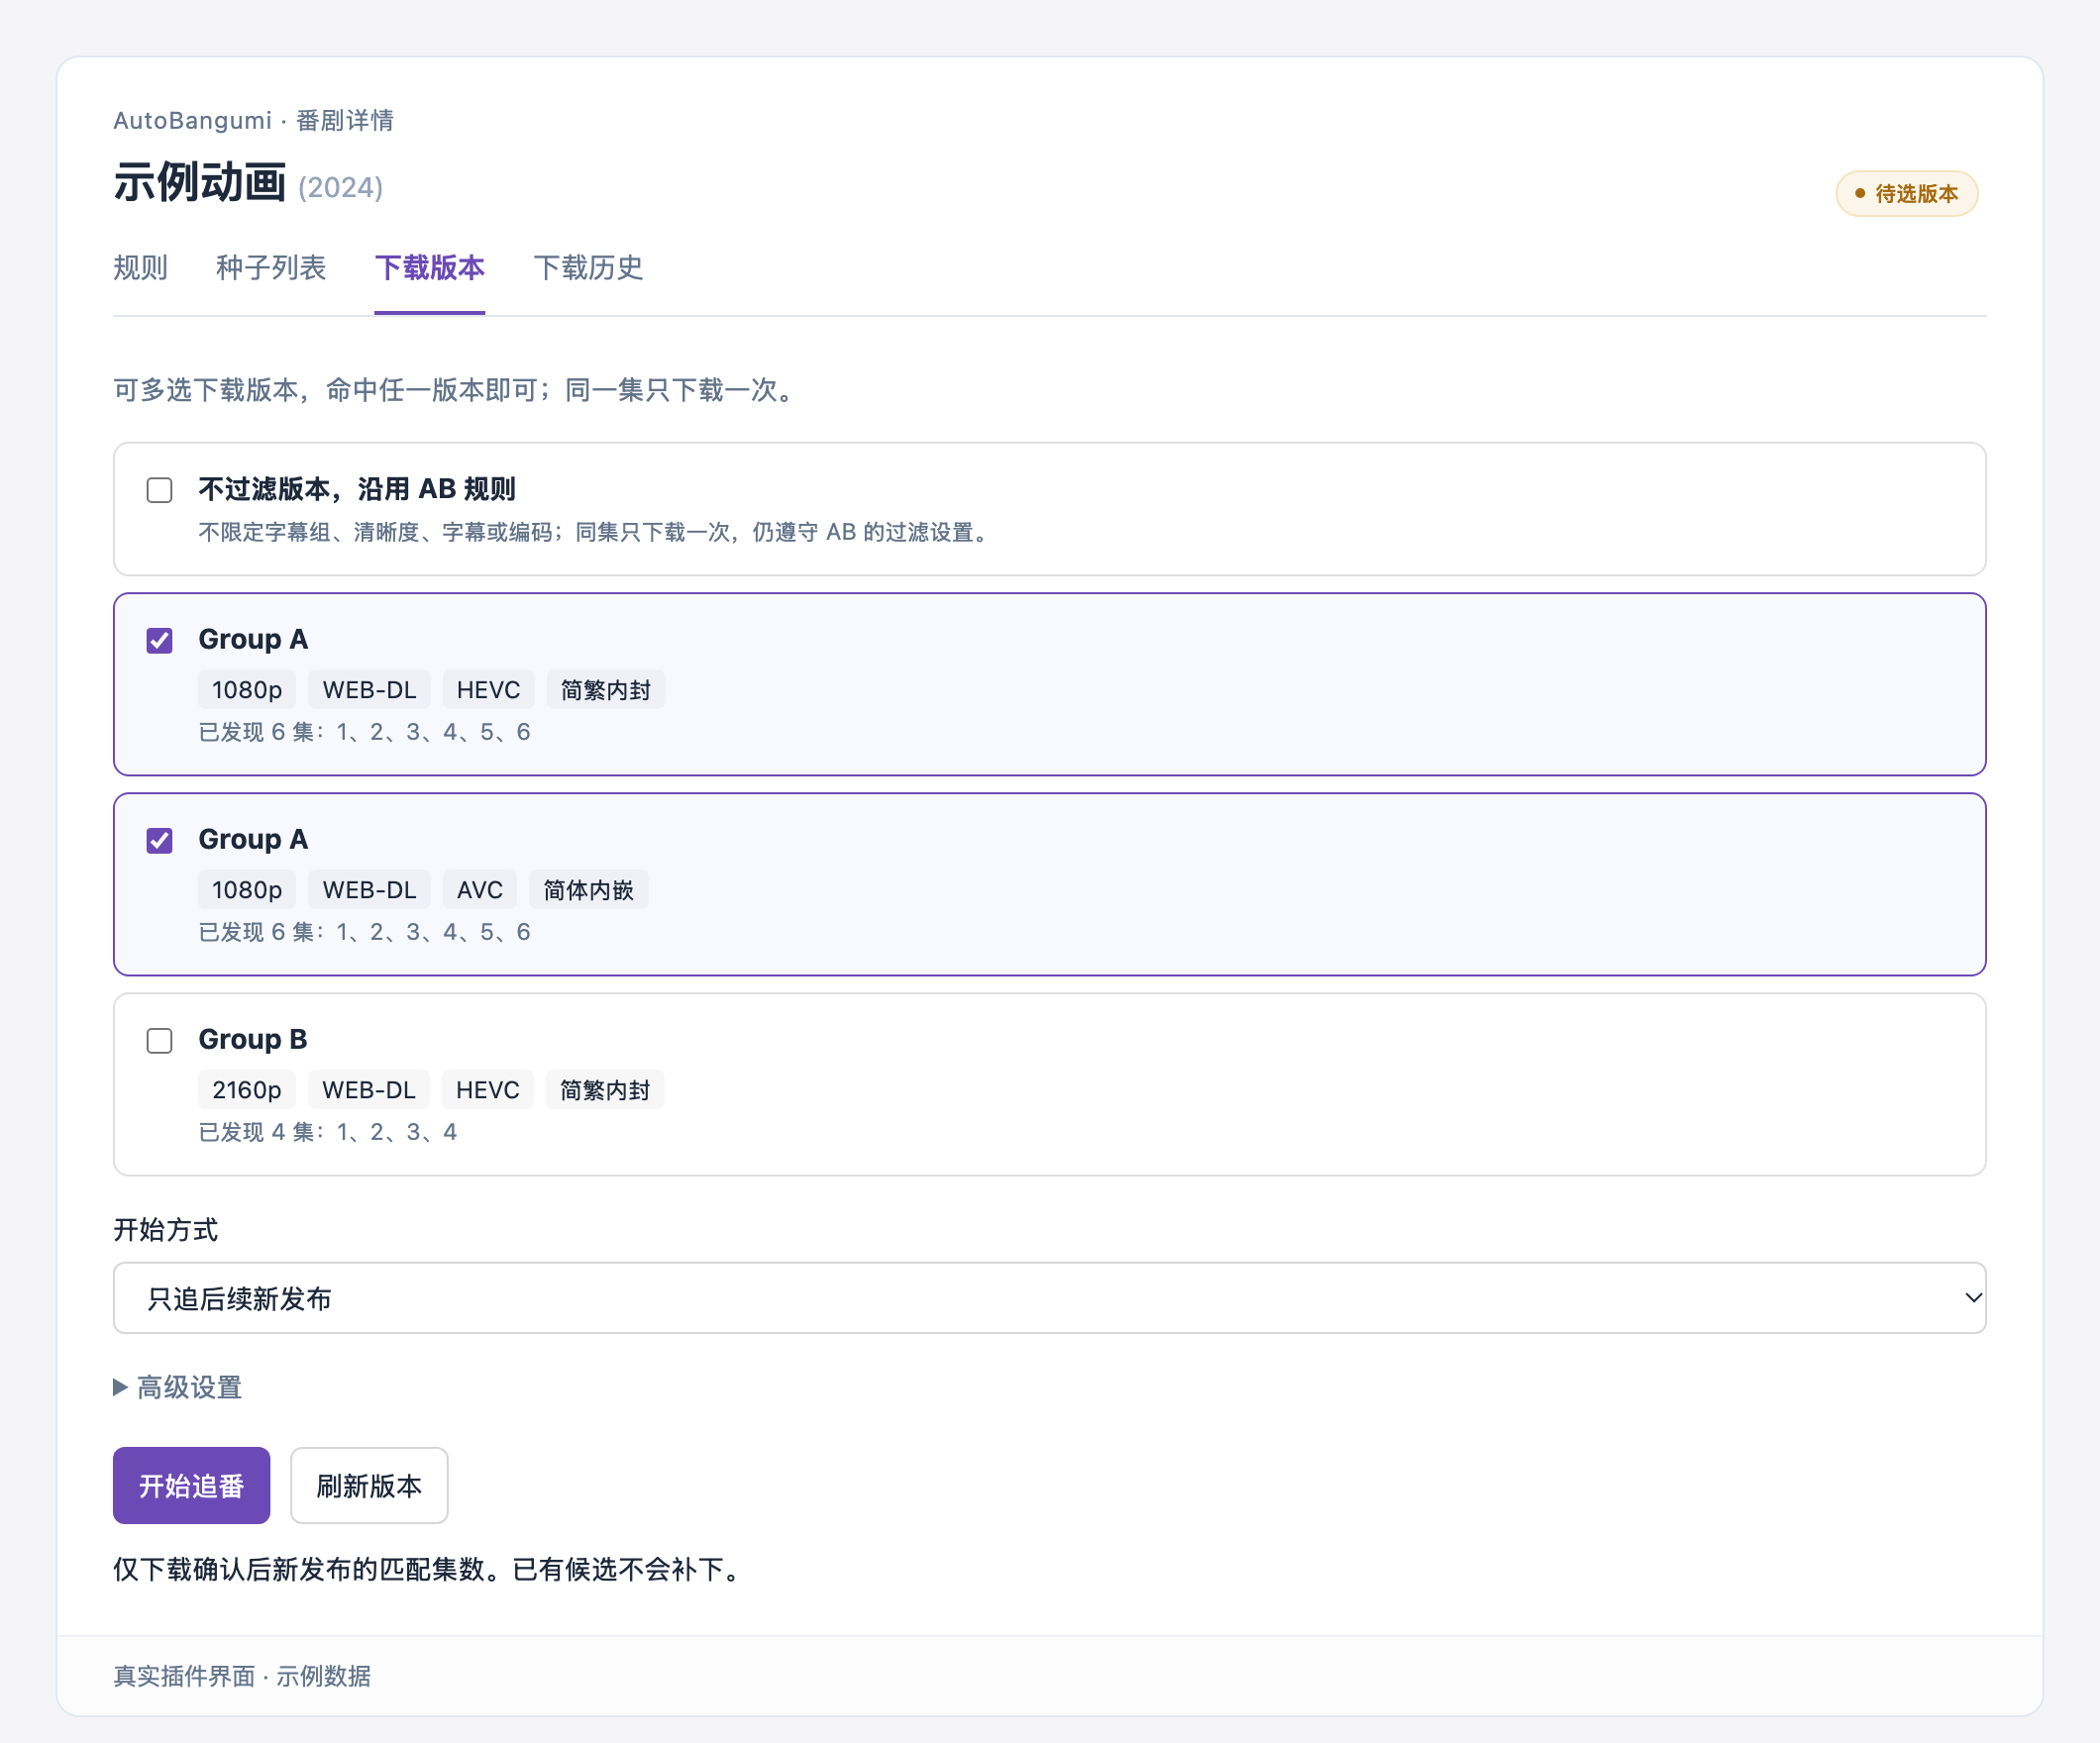 AutoBangumi · 番剧详情
示例动画 (2024)
待选版本
规则 种子列表 下载版本 下载历史
可多选下载版本，命中任一版本即可；同一集只下载一次。
不过滤版本，沿用 AB 规则
不限定字幕组、清晰度、字幕或编码；同集只下载一次，仍遵守 AB 的过滤设置。
Group A
1080p WEB-DL HEVC 简繁内封
已发现 6 集：1、2、3、4、5、6
Group A
1080p WEB-DL AVC 简体内嵌
已发现 6 集：1、2、3、4、5、6
Group B
2160p WEB-DL HEVC 简繁内封
已发现 4 集：1、2、3、4
开始方式
只追后续新发布
高级设置
开始追番 刷新版本
仅下载确认后新发布的匹配集数。已有候选不会补下。
真实插件界面 · 示例数据